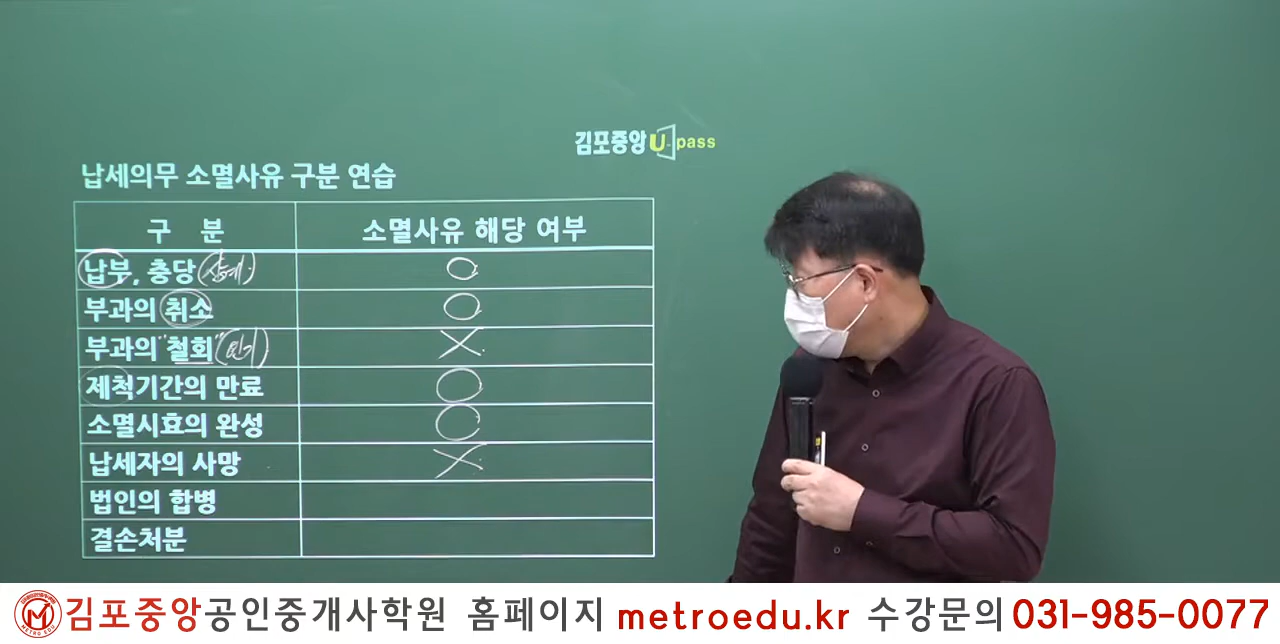 김포중앙 U-pass
납세의무 소멸사유 구분 연습
구 분 소멸사유 해당 여부
납부, 충당 (상계) O
부과의 취소 O
부과의 "철회" X
제척기간의 만료 O
소멸시효의 완성 O
납세자의 사망 X
법인의 합병
결손처분
METRO EDU 김포중앙공인중개사학원 홈페이지 metroedu.kr 수강문의 031-985-0077